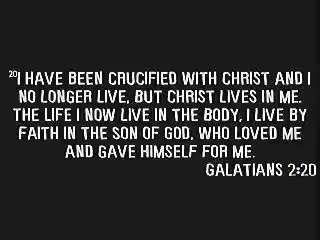 20I HAVE BEEN CRUCIFIED WITH CHRIST AND I
NO LONGER LIVE, BUT CHRIST LIVES IN ME.
THE LIFE I NOW LIVE IN THE BODY, I LIVE BY
FAITH IN THE SON OF GOD, WHO LOVED ME
AND GAVE HIMSELF FOR ME.
GALATIANS 2:20